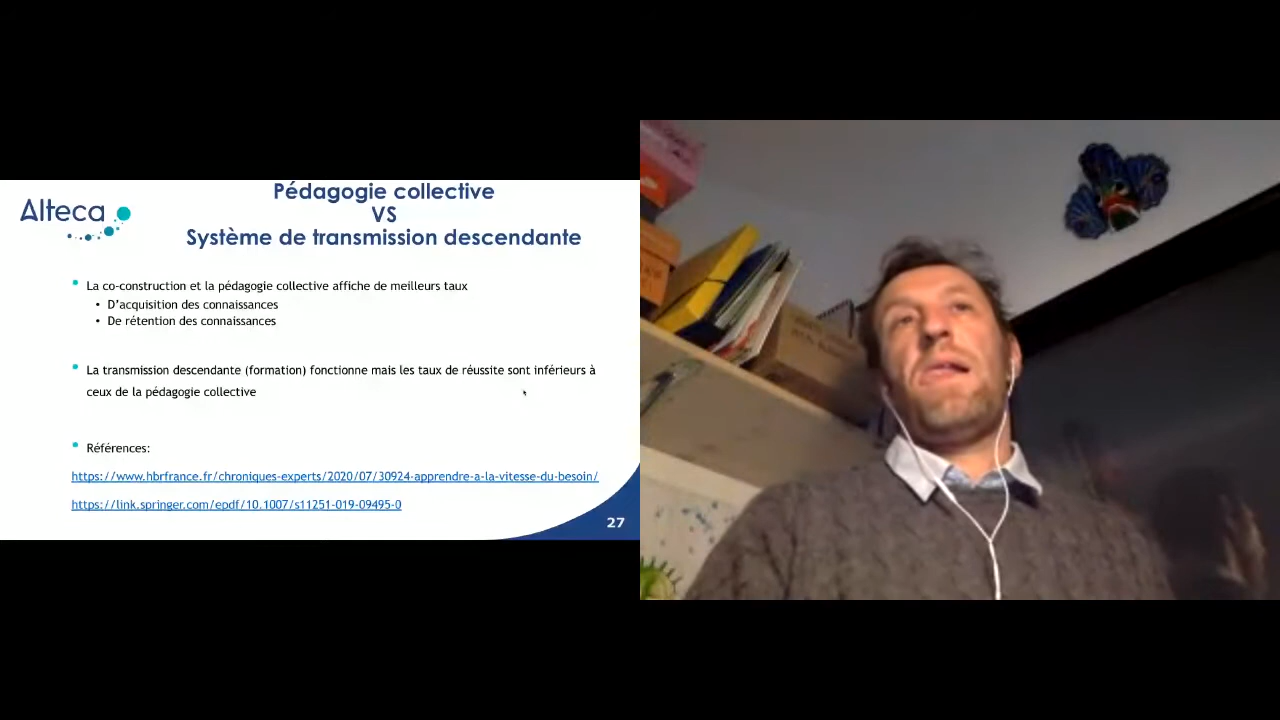 Alteca
Pédagogie collective
VS
Système de transmission descendante
La co-construction et la pédagogie collective affiche de meilleurs taux
D'acquisition des connaissances
De rétention des connaissances
La transmission descendante (formation) fonctionne mais les taux de réussite sont inférieurs à
ceux de la pédagogie collective
Références:
https://www.hbrfrance.fr/chroniques-experts/2020/07/30924-apprendre-a-la-vitesse-du-besoin/
https://link.springer.com/epdf/10.1007/s11251-019-09495-0
27